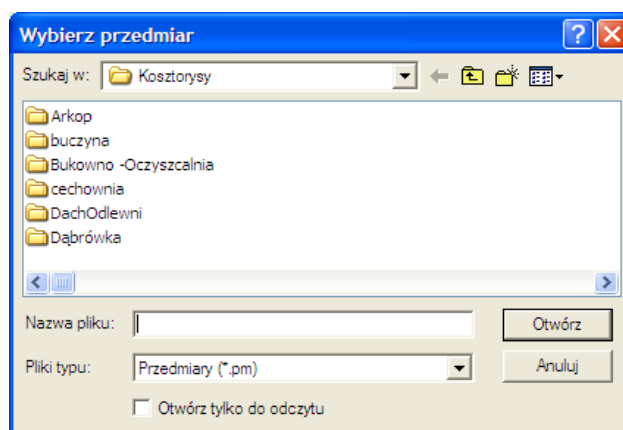 Wybierz przedmiar
Szukaj w: Kosztorysy
Arkop
buczyna
Bukowno -Oczyszcalnia
cechownia
DachOdlewni
Dąbrówka
Nazwa pliku: Otwórz
Pliki typu: Przedmiary (*.pm) Anuluj
Otwórz tylko do odczytu